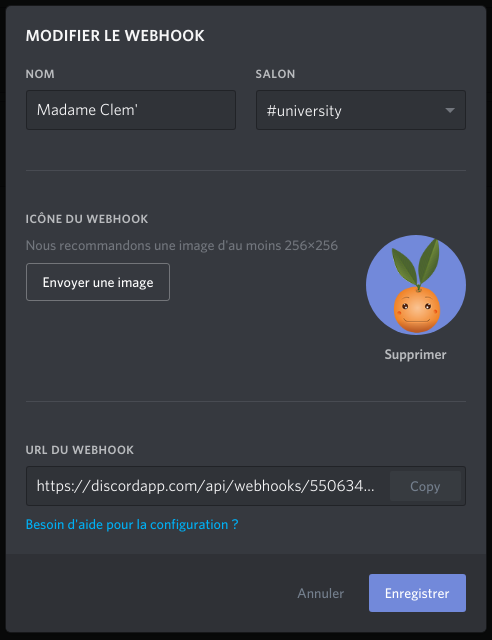 MODIFIER LE WEBHOOK
NOM
SALON
Madame Clem'
#university
ICÔNE DU WEBHOOK
Nous recommandons une image d'au moins 256×256
Envoyer une image
Supprimer
URL DU WEBHOOK
https://discordapp.com/api/webhooks/550634...
Copy
Besoin d'aide pour la configuration ?
Annuler
Enregistrer